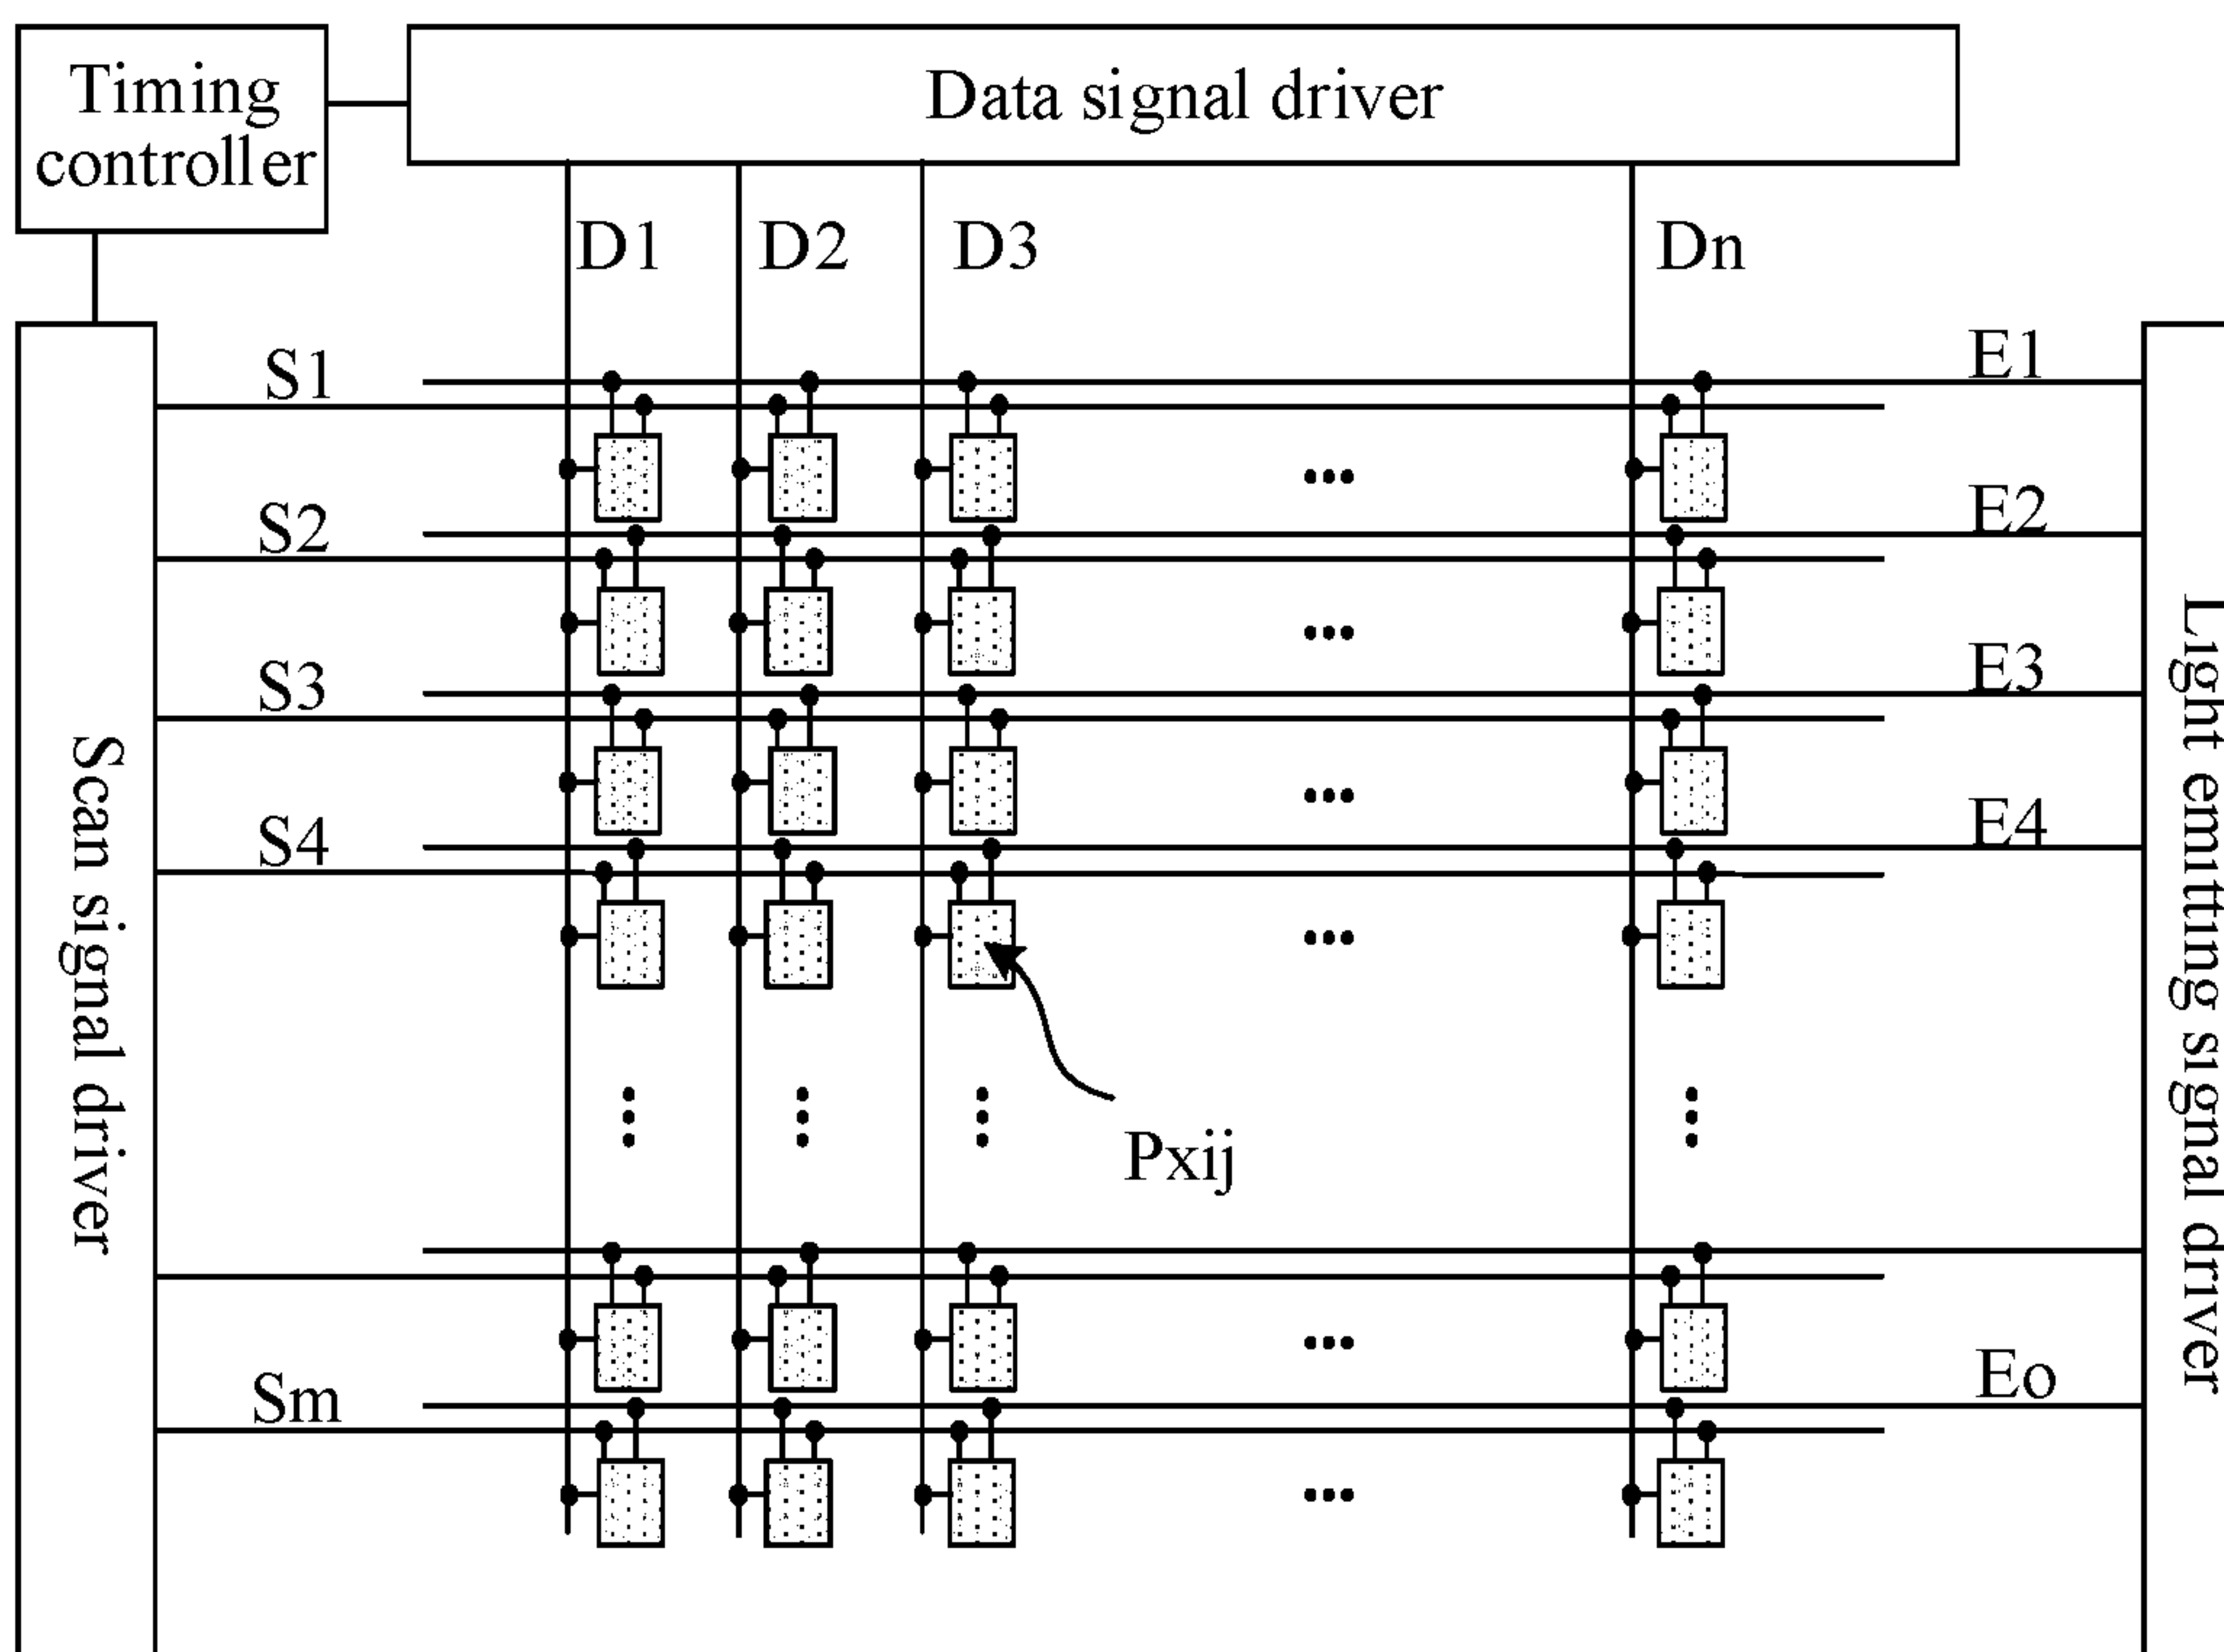 Timing
controller
Data signal driver
D1
D2
D3
Dn
S1
E1
S2
E2
S3
E3
S4
E4
Pxij
Sm
Eo
Scan signal driver
Light emitting signal driver